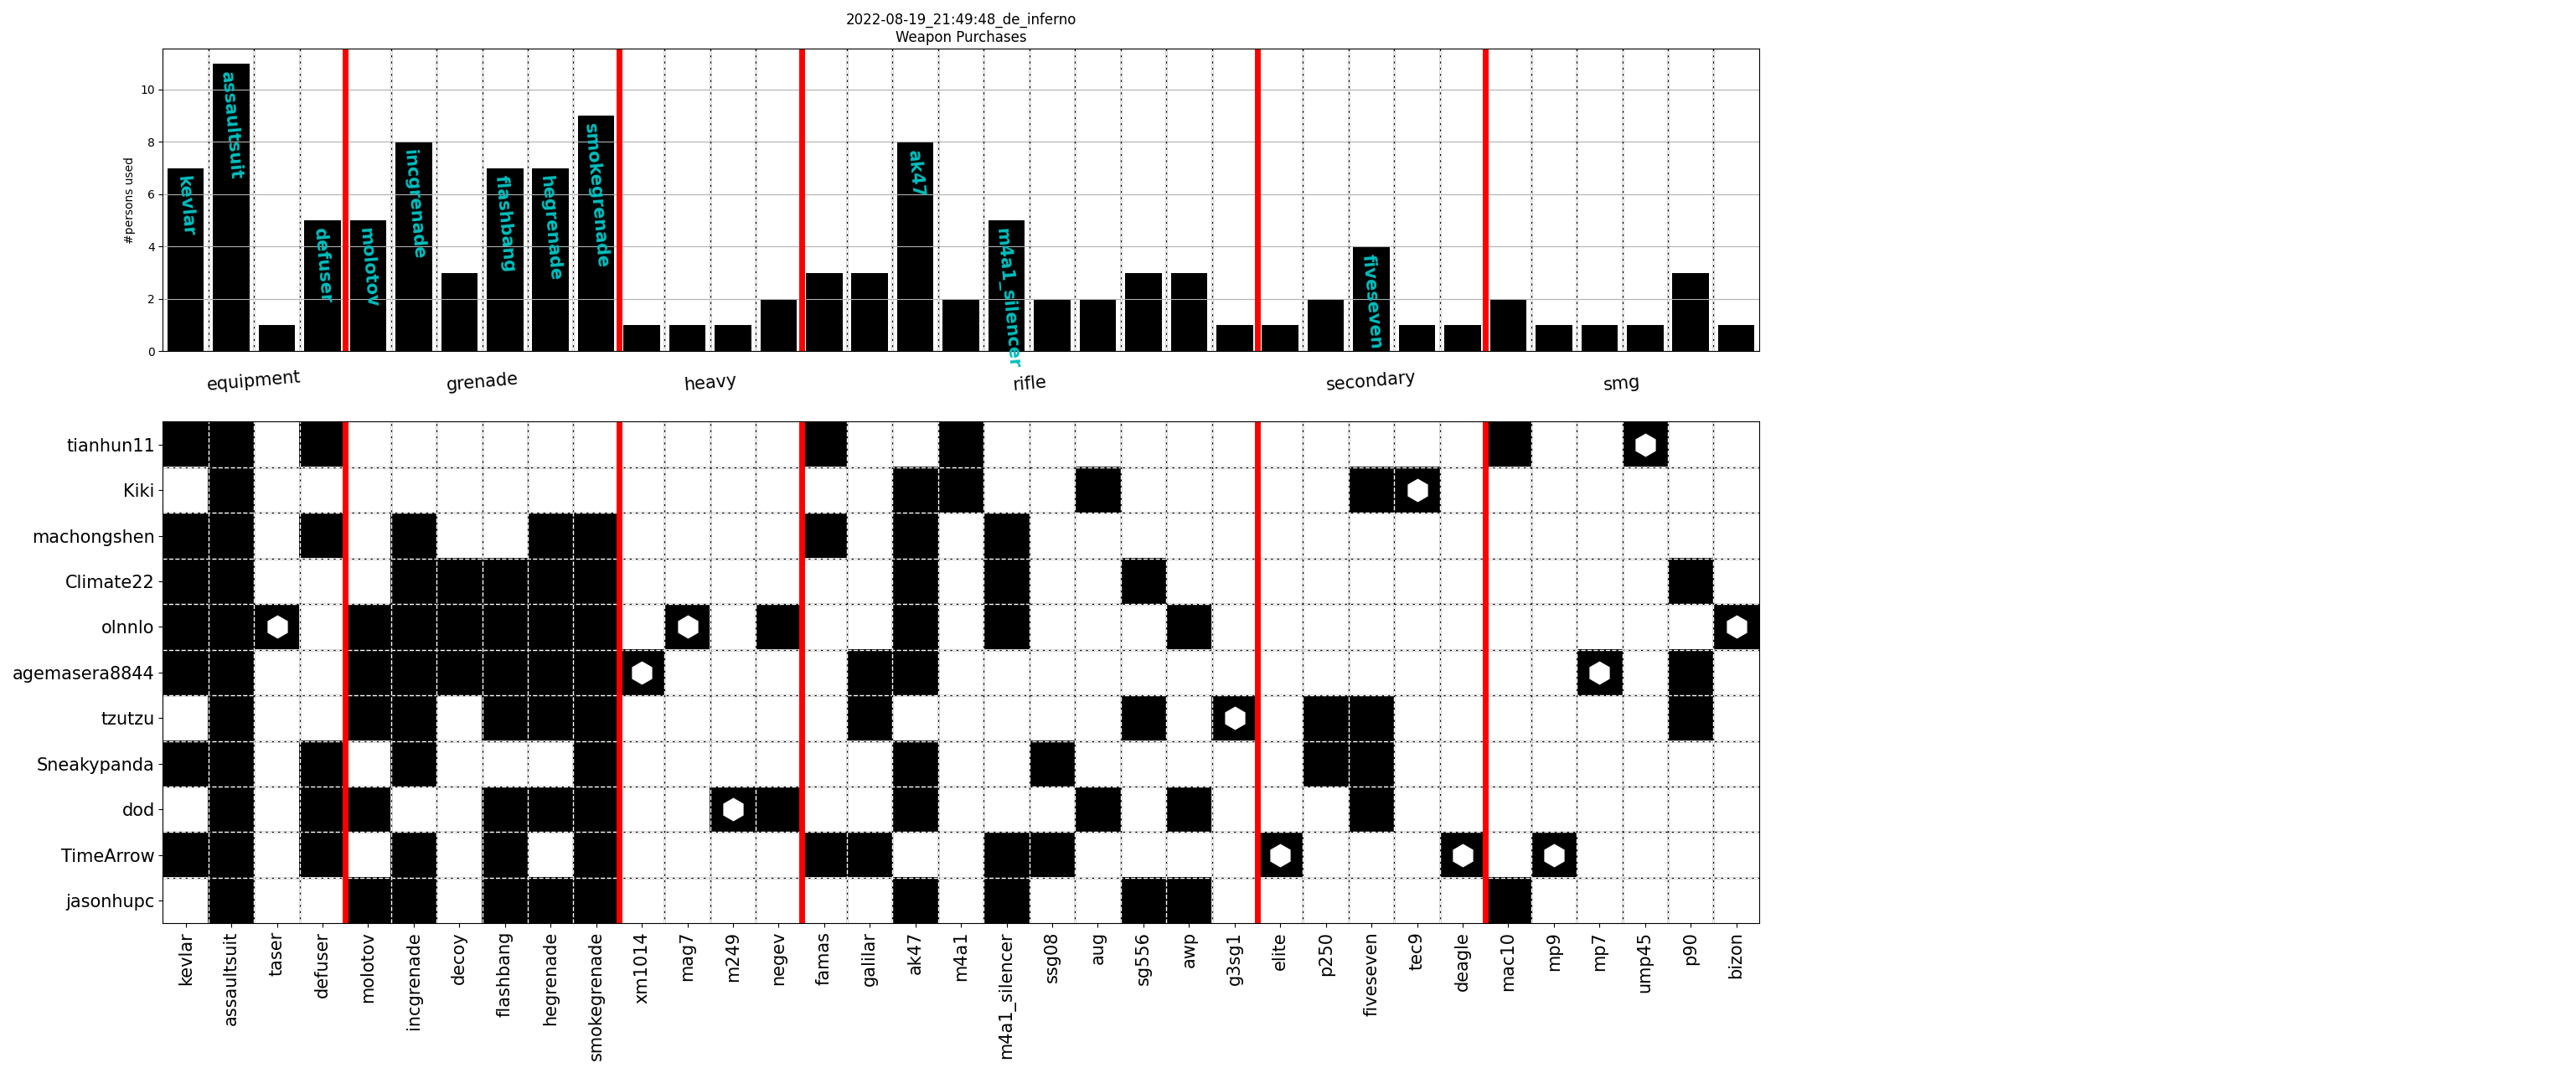 2022-08-19_21:49:48_de_inferno
Weapon Purchases
#persons used
10
8
6
4
2
0
kevlar
assaultsuit
defuser
molotov
incgrenade
flashbang
hegrenade
smokegrenade
ak47
m4a1_silencer
fiveseven
equipment grenade heavy rifle secondary smg
tianhun11
Kiki
machongshen
Climate22
olnnlo
agemasera8844
tzutzu
Sneakypanda
dod
TimeArrow
jasonhupc
kevlar
assaultsuit
taser
defuser
molotov
incgrenade
decoy
flashbang
hegrenade
smokegrenade
xm1014
mag7
m249
negev
famas
galilar
ak47
m4a1
m4a1_silencer
ssg08
aug
sg556
awp
g3sg1
elite
p250
fiveseven
tec9
deagle
mac10
mp9
mp7
ump45
p90
bizon